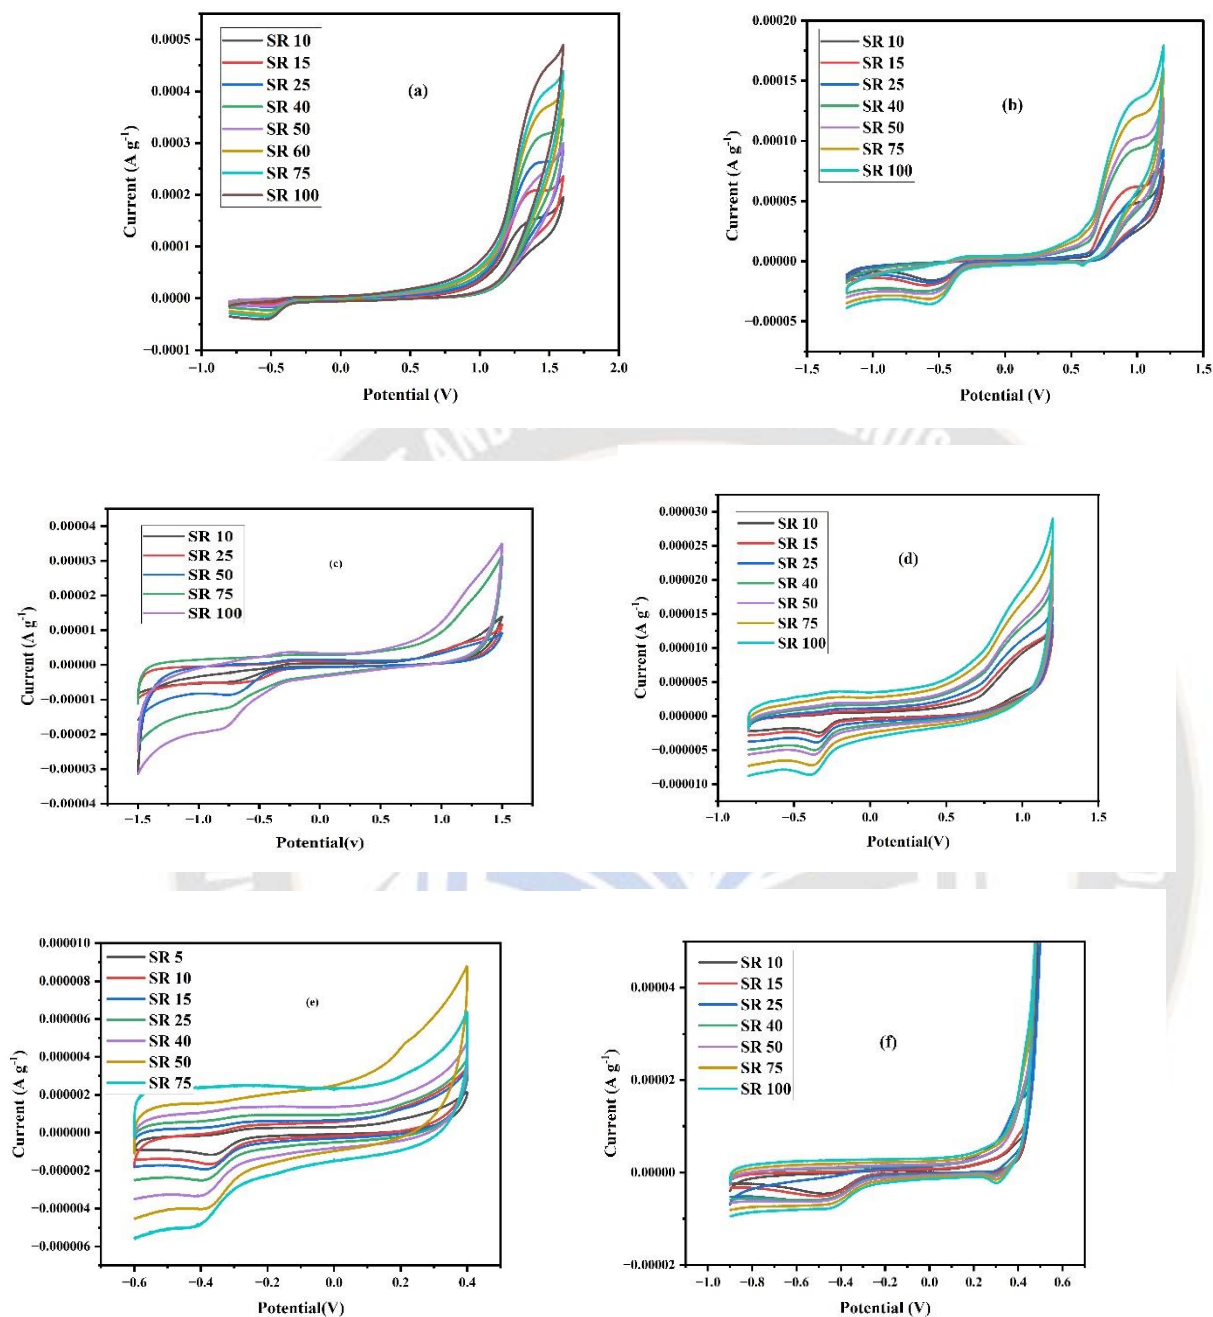 0.0005
0.0004
0.0003
0.0002
0.0001
0.0000
−0.0001
Current (A g-1)
SR 10
SR 15
SR 25
SR 40
SR 50
SR 60
SR 75
SR 100
(a)
−1.0 −0.5 0.0 0.5 1.0 1.5 2.0
Potential (V)
0.00020
0.00015
0.00010
0.00005
0.00000
−0.00005
Current (A g-1)
SR 10
SR 15
SR 25
SR 40
SR 50
SR 75
SR 100
(b)
−1.5 −1.0 −0.5 0.0 0.5 1.0 1.5
Potential (V)
AND
0.00004
0.00003
0.00002
0.00001
0.00000
−0.00001
−0.00002
−0.00003
−0.00004
Current (A g-1)
SR 10
SR 25
SR 50
SR 75
SR 100
(c)
−1.5 −1.0 −0.5 0.0 0.5 1.0 1.5
Potential(v)
0.000030
0.000025
0.000020
0.000015
0.000010
0.000005
0.000000
−0.000005
−0.000010
Current (A g-1)
SR 10
SR 15
SR 25
SR 40
SR 50
SR 75
SR 100
(d)
−1.0 −0.5 0.0 0.5 1.0 1.5
Potential(V)
0.000010
0.000008
0.000006
0.000004
0.000002
0.000000
−0.000002
−0.000004
−0.000006
Current (A g-1)
SR 5
SR 10
SR 15
SR 25
SR 40
SR 50
SR 75
(e)
−0.6 −0.4 −0.2 0.0 0.2 0.4
Potential(V)
0.00004
0.00002
0.00000
−0.00002
Current (A g-1)
SR 10
SR 15
SR 25
SR 40
SR 50
SR 75
SR 100
(f)
−1.0 −0.8 −0.6 −0.4 −0.2 0.0 0.2 0.4 0.6
Potential (V)